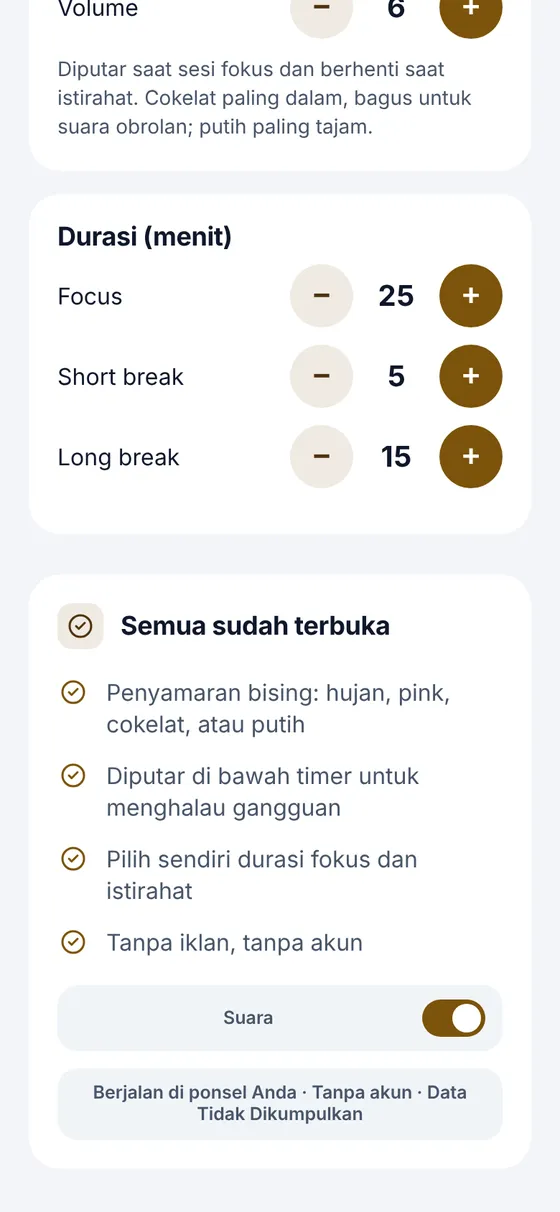 Volume
−
6
+
Diputar saat sesi fokus dan berhenti saat
istirahat. Cokelat paling dalam, bagus untuk
suara obrolan; putih paling tajam.
Durasi (menit)
Focus
−
25
+
Short break
−
5
+
Long break
−
15
+
Semua sudah terbuka
Penyamaran bising: hujan, pink,
cokelat, atau putih
Diputar di bawah timer untuk
menghalau gangguan
Pilih sendiri durasi fokus dan
istirahat
Tanpa iklan, tanpa akun
Suara
Berjalan di ponsel Anda · Tanpa akun · Data
Tidak Dikumpulkan